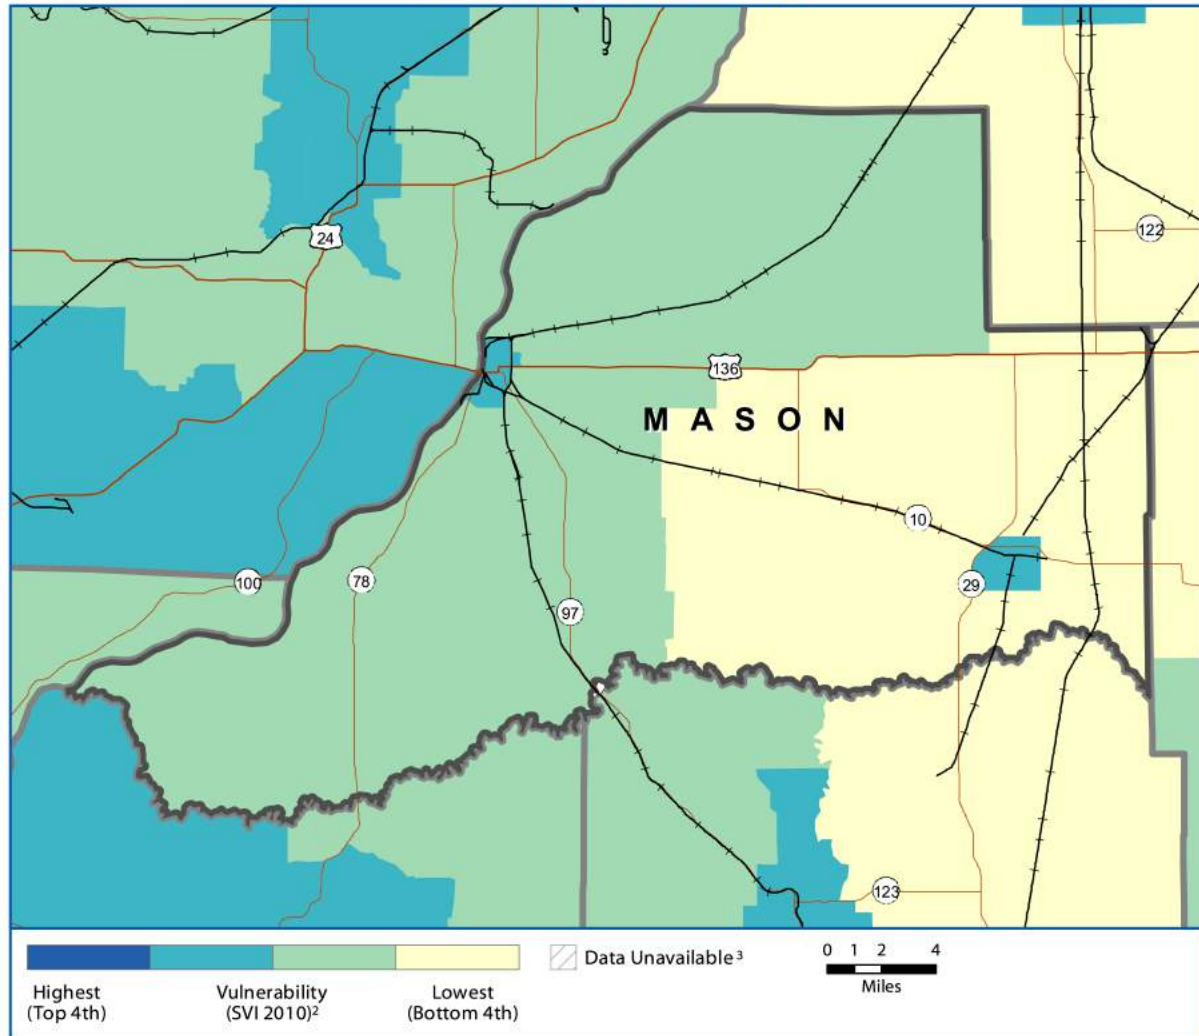 24
122
136
MASON
10
100
78
29
97
123
Highest
(Top 4th)
Vulnerability
(SVI 2010)2
Lowest
(Bottom 4th)
Data Unavailable3
0 1 2 4
Miles